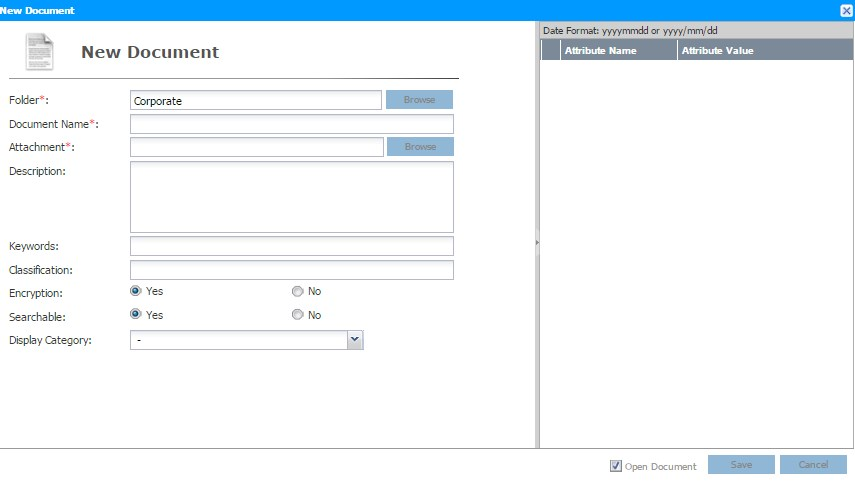 New Document
New Document
Folder*:
Corporate
Browse
Document Name*:
Attachment*:
Browse
Description:
Keywords:
Classification:
Encryption:
Yes
No
Searchable:
Yes
No
Display Category:
-
Date Format: yyyymmdd or yyyy/mm/dd
Attribute Name
Attribute Value
Open Document
Save
Cancel